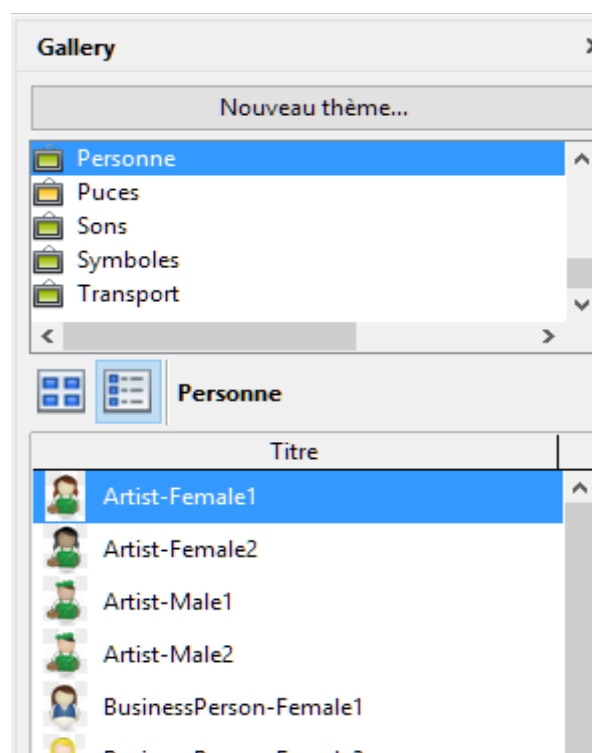 Gallery
Nouveau thème...
Personne
Puces
Sons
Symboles
Transport
Personne
Titre
Artist-Female1
Artist-Female2
Artist-Male1
Artist-Male2
BusinessPerson-Female1